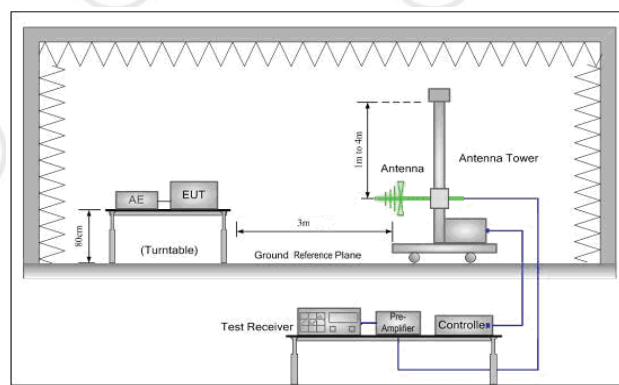 1m to 4m
Antenna
Antenna Tower
AE
EUT
80cm
(Turntable)
3m
Ground Reference Plane
Test Receiver
Pre-
Amplifier
Controller